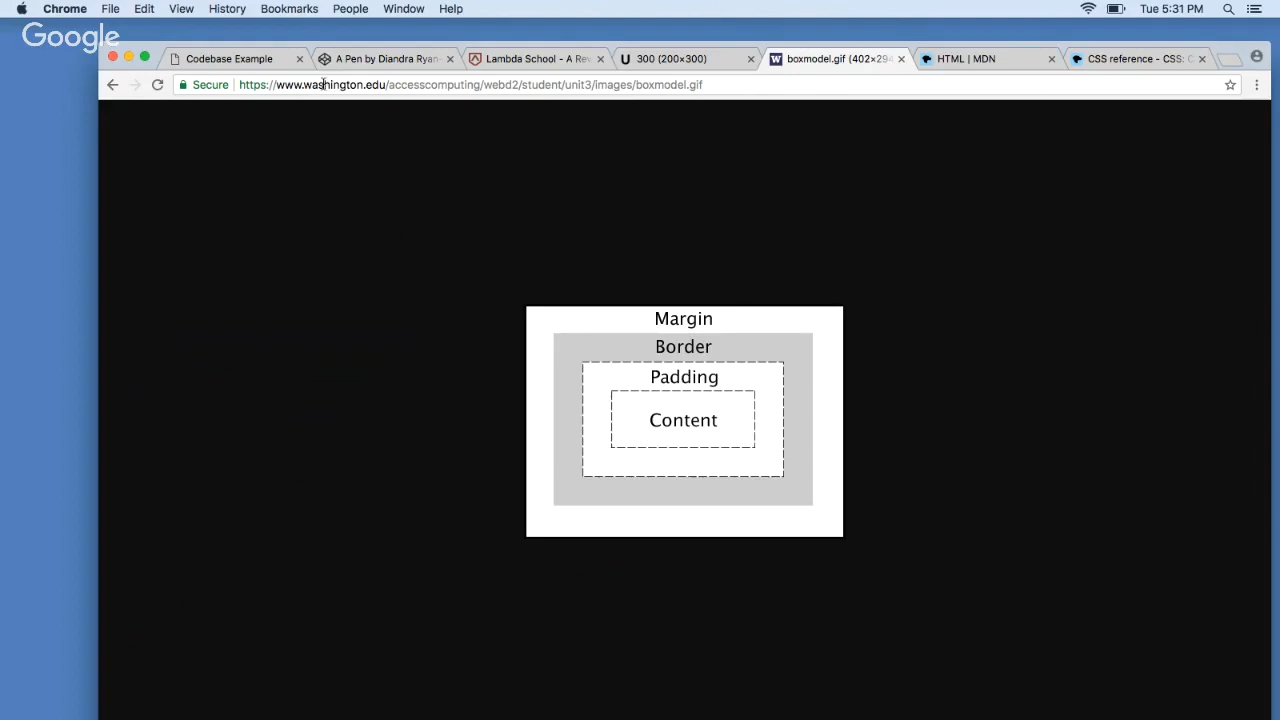 Chrome File Edit View History Bookmarks People Window Help Tue 5:31 PM
Google
Codebase Example A Pen by Diandra Ryan- Lambda School - A Rev 300 (200×300) boxmodel.gif (402×294 HTML | MDN CSS reference - CSS: C
Secure https://www.washington.edu/accesscomputing/webd2/student/unit3/images/boxmodel.gif
Margin
Border
Padding
Content